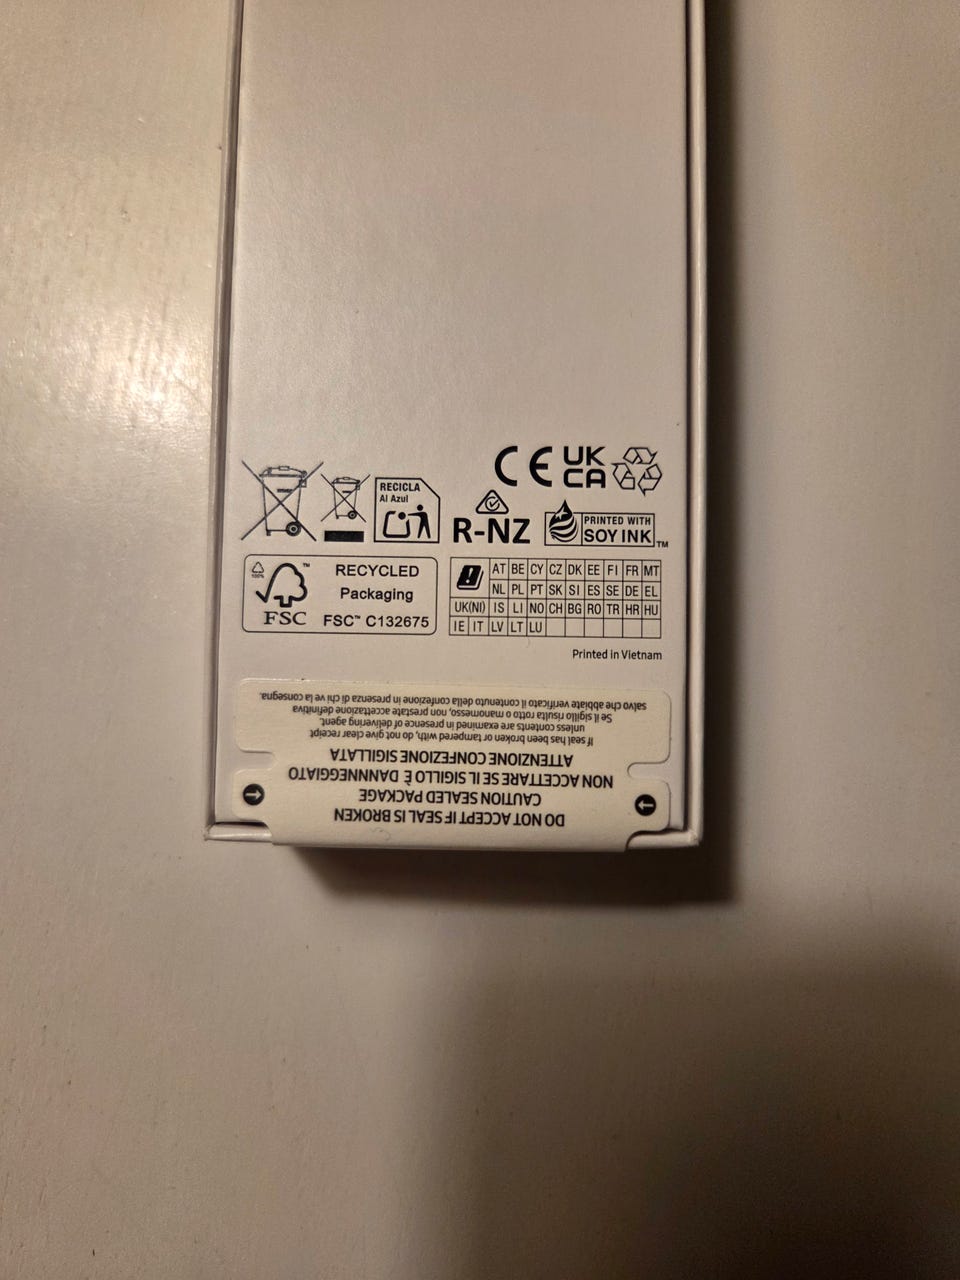 CE UK CA
RECICLA
Al Azul
R-NZ
PRINTED WITH
SOY INK™
100%
™
FSC
RECYCLED
Packaging
FSC™ C132675
AT BE CY CZ DK EE FI FR MT
NL PL PT SK SI ES SE DE EL
UK(NI) IS LI NO CH BG RO TR HR HU
IE IT LV LT LU
Printed in Vietnam
DO NOT ACCEPT IF SEAL IS BROKEN
CAUTION SEALED PACKAGE
NON ACCETTARE SE IL SIGILLO È DANNNEGGIATO
ATTENZIONE CONFEZIONE SIGILLATA
If seal has been broken or tampered with, do not give clear receipt
unless contents are examined in presence of delivering agent.
Se il sigillo risulta rotto o manomesso, non prestate accettazione definitiva
salvo che abbiate verificato il contenuto della confezione in presenza di chi ve la consegna.